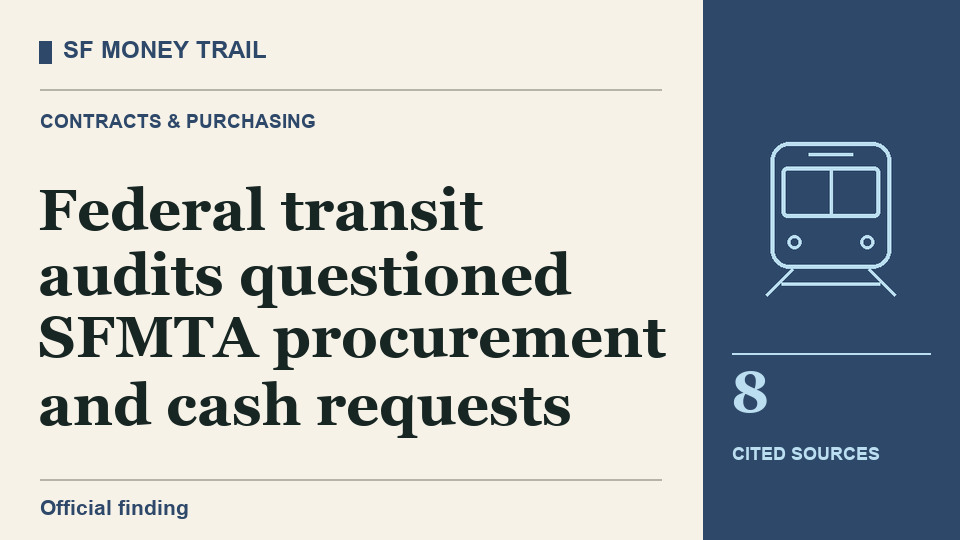 SF MONEY TRAIL
CONTRACTS & PURCHASING
Federal transit
audits questioned
SFMTA procurement
and cash requests
Official finding
8
CITED SOURCES